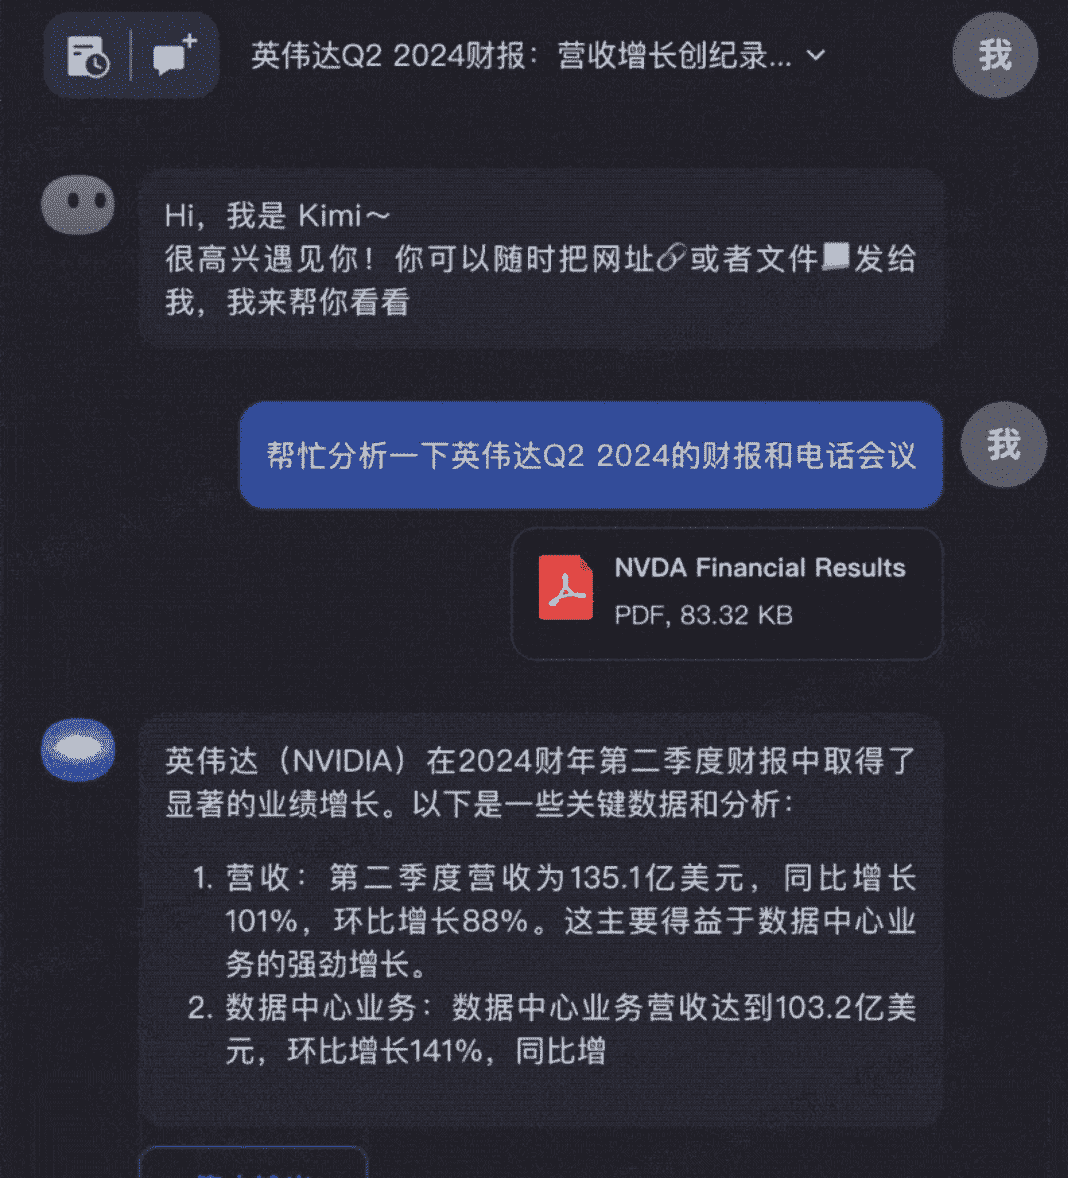 英伟达Q2 2024财报：营收增长创纪录...
我
Hi，我是 Kimi～
很高兴遇见你！你可以随时把网址🔗或者文件发给
我，我来帮你看看
帮忙分析一下英伟达Q2 2024的财报和电话会议
我
NVDA Financial Results
PDF, 83.32 KB
英伟达（NVIDIA）在2024财年第二季度财报中取得了
显著的业绩增长。以下是一些关键数据和分析：
1. 营收：第二季度营收为135.1亿美元，同比增长
101%，环比增长88%。这主要得益于数据中心业
务的强劲增长。
2. 数据中心业务：数据中心业务营收达到103.2亿美
元，环比增长141%，同比增